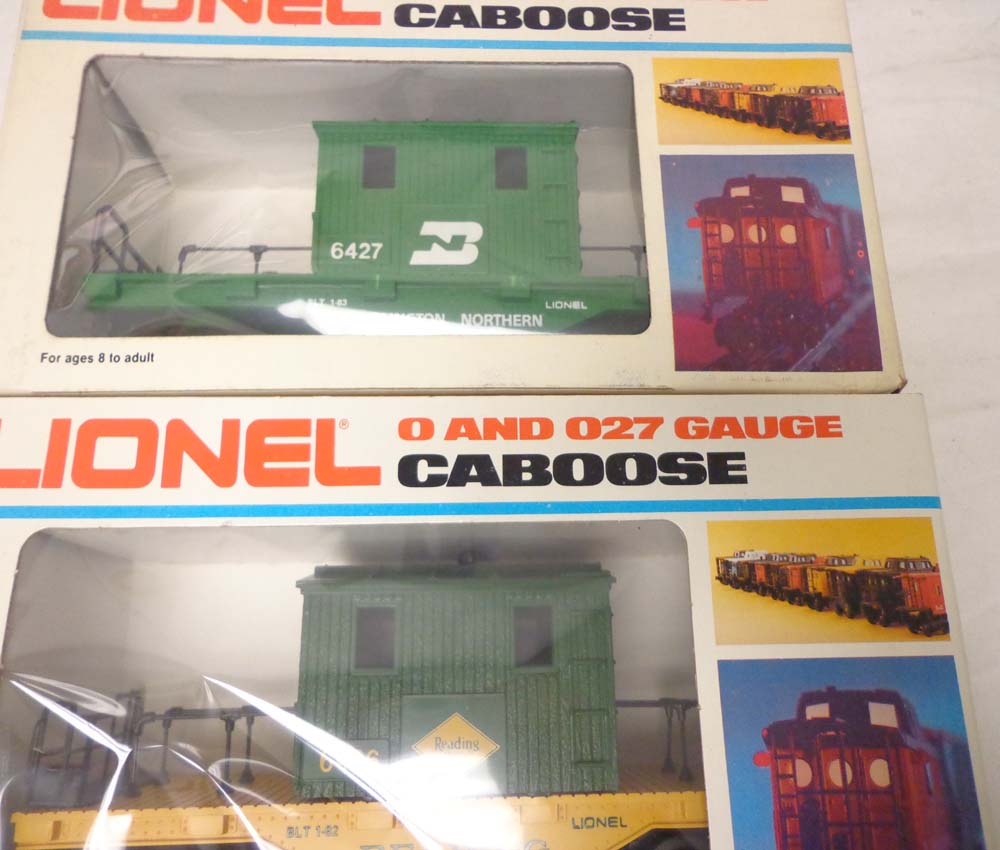 LIONEL
CABOOSE
6427
BN
BLT 1-83 LIONEL
NORTHERN
For ages 8 to adult
LIONEL® O AND 027 GAUGE
CABOOSE
Reading
BLT 1-82 LIONEL